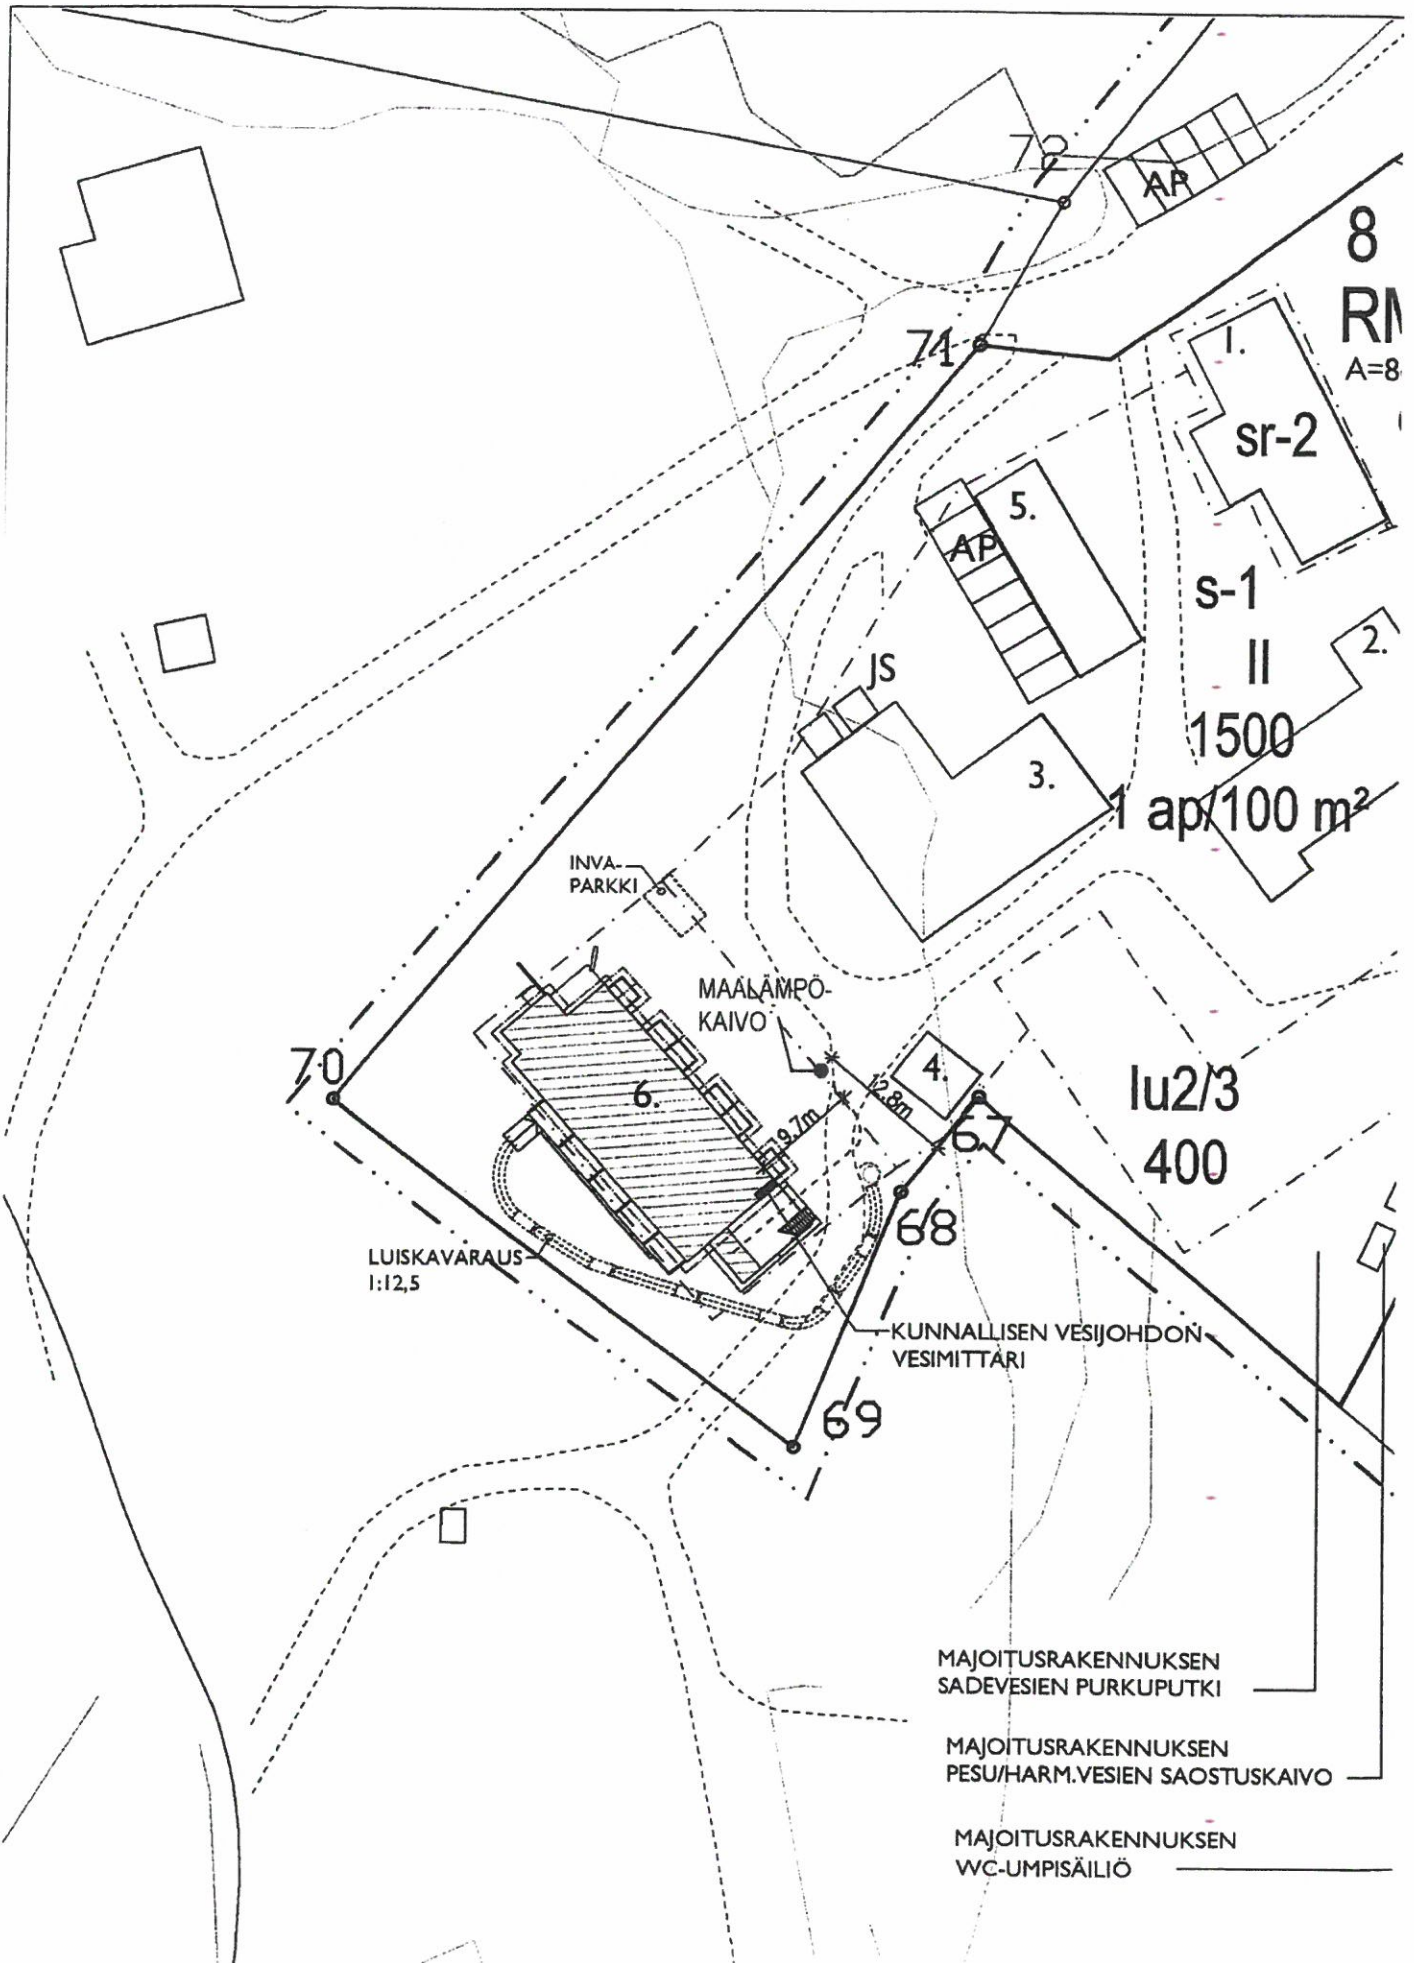 72
AP
8
71
1.
A=8
sr-2
5.
AP
s-1
2.
II
JS
1500
3.
1 ap/100 m²
INVA-
PARKKI
MAALÄMPÖ-
KAIVO
70
4.
6.
lu2/3
12.8m
9.7m
67
400
68
LUISKAVARAUS
1:12,5
KUNNALLISEN VESIJOHDON
VESIMITTARI
69
MAJOITUSRAKENNUKSEN
SADEVESIEN PURKUPUTKI
MAJOITUSRAKENNUKSEN
PESU/HARM.VESIEN SAOSTUSKAIVO
MAJOITUSRAKENNUKSEN
WC-UMPISÄILIÖ